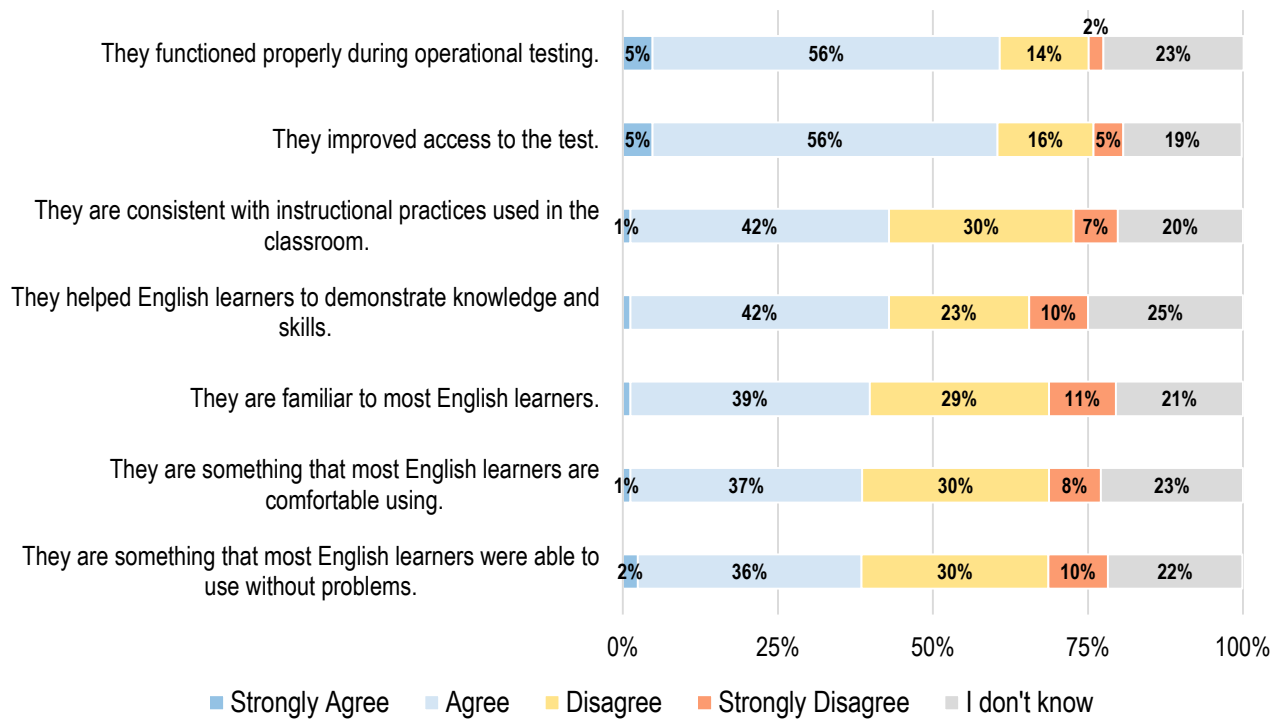 2%
They functioned properly during operational testing.
5% 56% 14% 23%
They improved access to the test.
5% 56% 16% 5% 19%
They are consistent with instructional practices used in the
classroom.
1% 42% 30% 7% 20%
They helped English learners to demonstrate knowledge and
skills.
42% 23% 10% 25%
They are familiar to most English learners.
39% 29% 11% 21%
They are something that most English learners are
comfortable using.
1% 37% 30% 8% 23%
They are something that most English learners were able to
use without problems.
2% 36% 30% 10% 22%
0% 25% 50% 75% 100%
Strongly Agree Agree Disagree Strongly Disagree I don't know